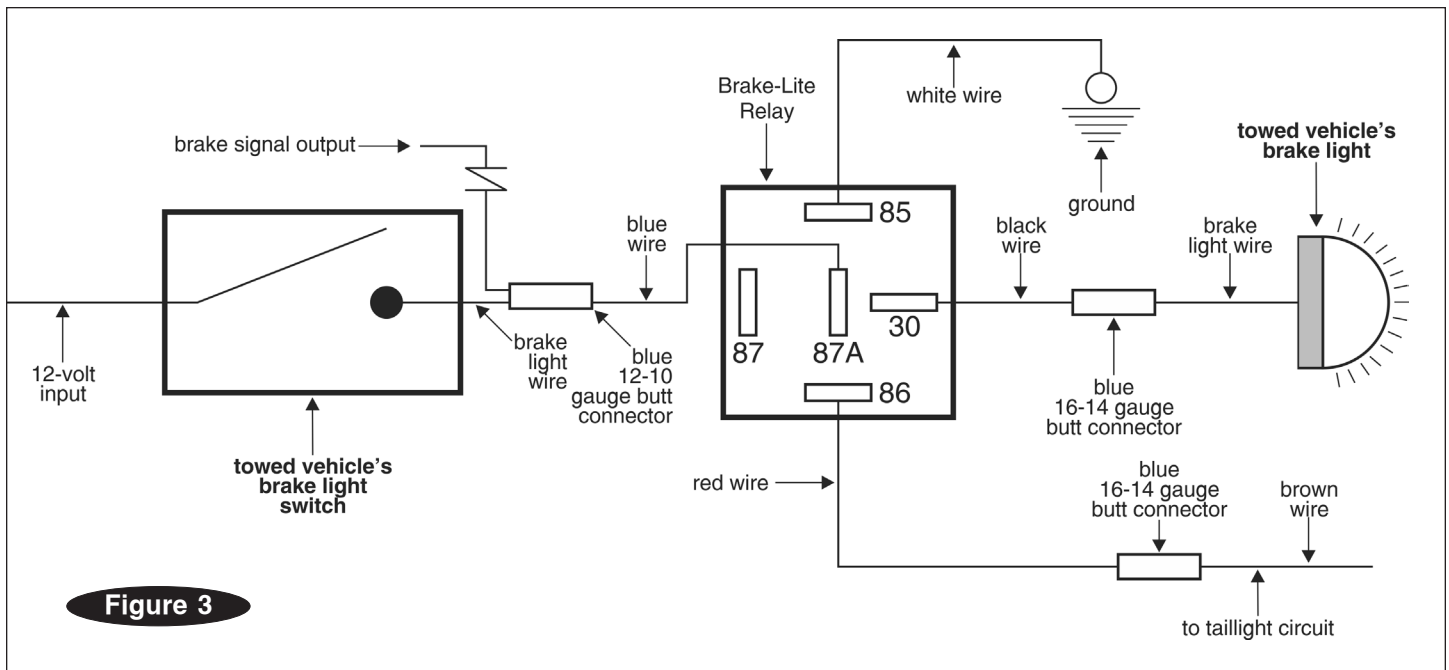 white wire
Brake-Lite
Relay
towed vehicle's
brake light
brake signal output
ground
85
blue
wire
black
wire
brake
light wire
30
87
87A
brake
light
wire
blue
12-10
gauge butt
connector
12-volt
input
86
blue
16-14 gauge
butt connector
towed vehicle's
brake light
switch
red wire
blue
16-14 gauge
butt connector
brown
wire
Figure 3
to taillight circuit